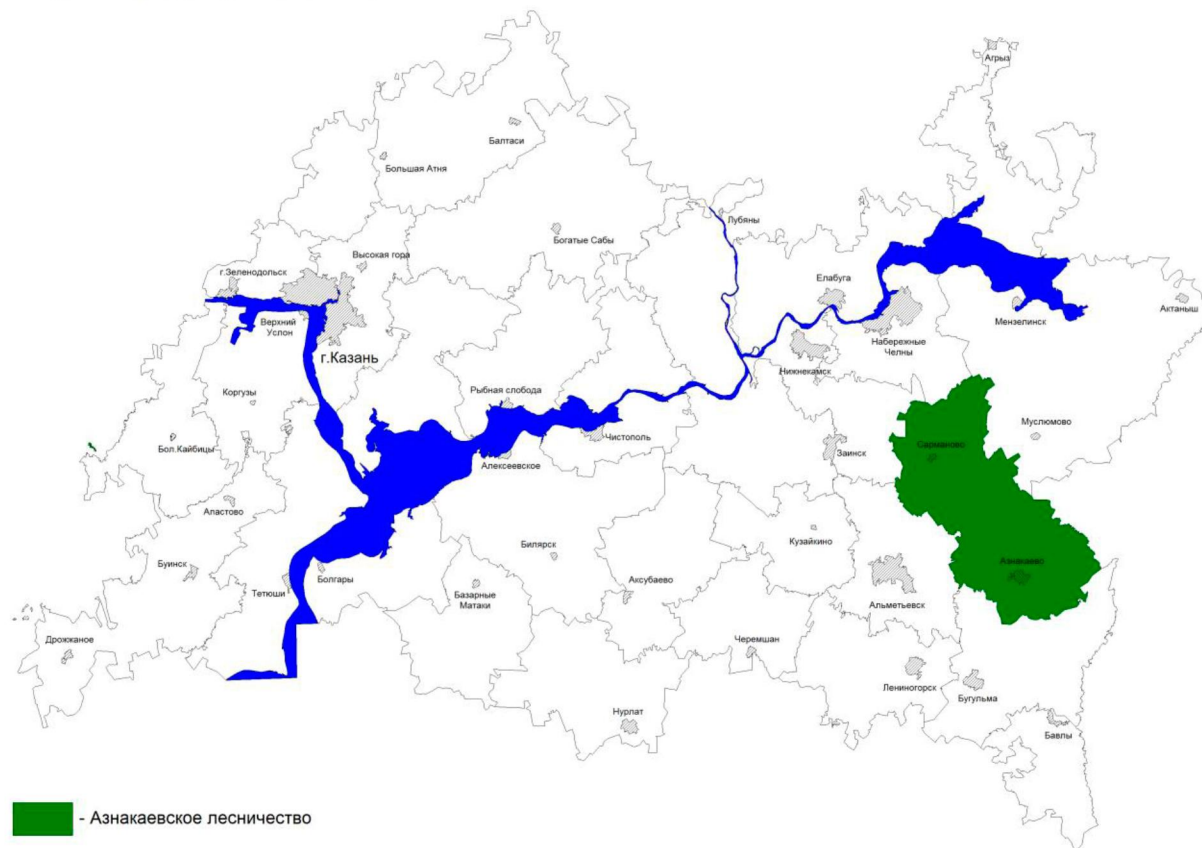 Агрыз
Балтаси
Большая Атня
Лубяны
Богатые Сабы
Высокая гора
г.Зеленодольск
Елабуга
Актаныш
Мензелинск
Верхний
Услон
Набережные
Челны
г.Казань
Нижнекамск
Рыбная слобода
Коргузы
Муслюмово
Чистополь
Бол.Кайбицы
Сарманово
Заинск
Алексеевское
Апастово
Кузайкино
Билярск
Буинск
Азнакаево
Болгары
Аксубаево
Тетюши
Базарные
Матаки
Альметьевск
Дрожжаное
Черемшан
Лениногорск
Бугульма
Нурлат
Бавлы
- Азнакаевское лесничество